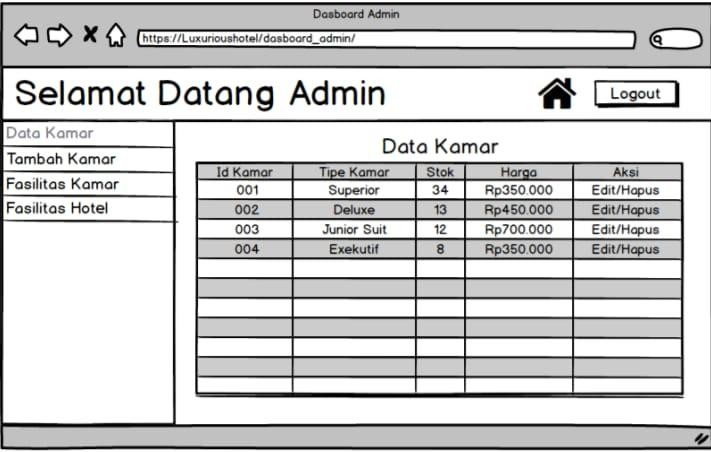 Dasboard Admin
https://Luxurioushotel/dasboard_admin/
Selamat Datang Admin
Logout
Data Kamar
Tambah Kamar
Fasilitas Kamar
Fasilitas Hotel
Data Kamar
Id Kamar Tipe Kamar Stok Harga Aksi
001 Superior 34 Rp350.000 Edit/Hapus
002 Deluxe 13 Rp450.000 Edit/Hapus
003 Junior Suit 12 Rp700.000 Edit/Hapus
004 Exekutif 8 Rp350.000 Edit/Hapus